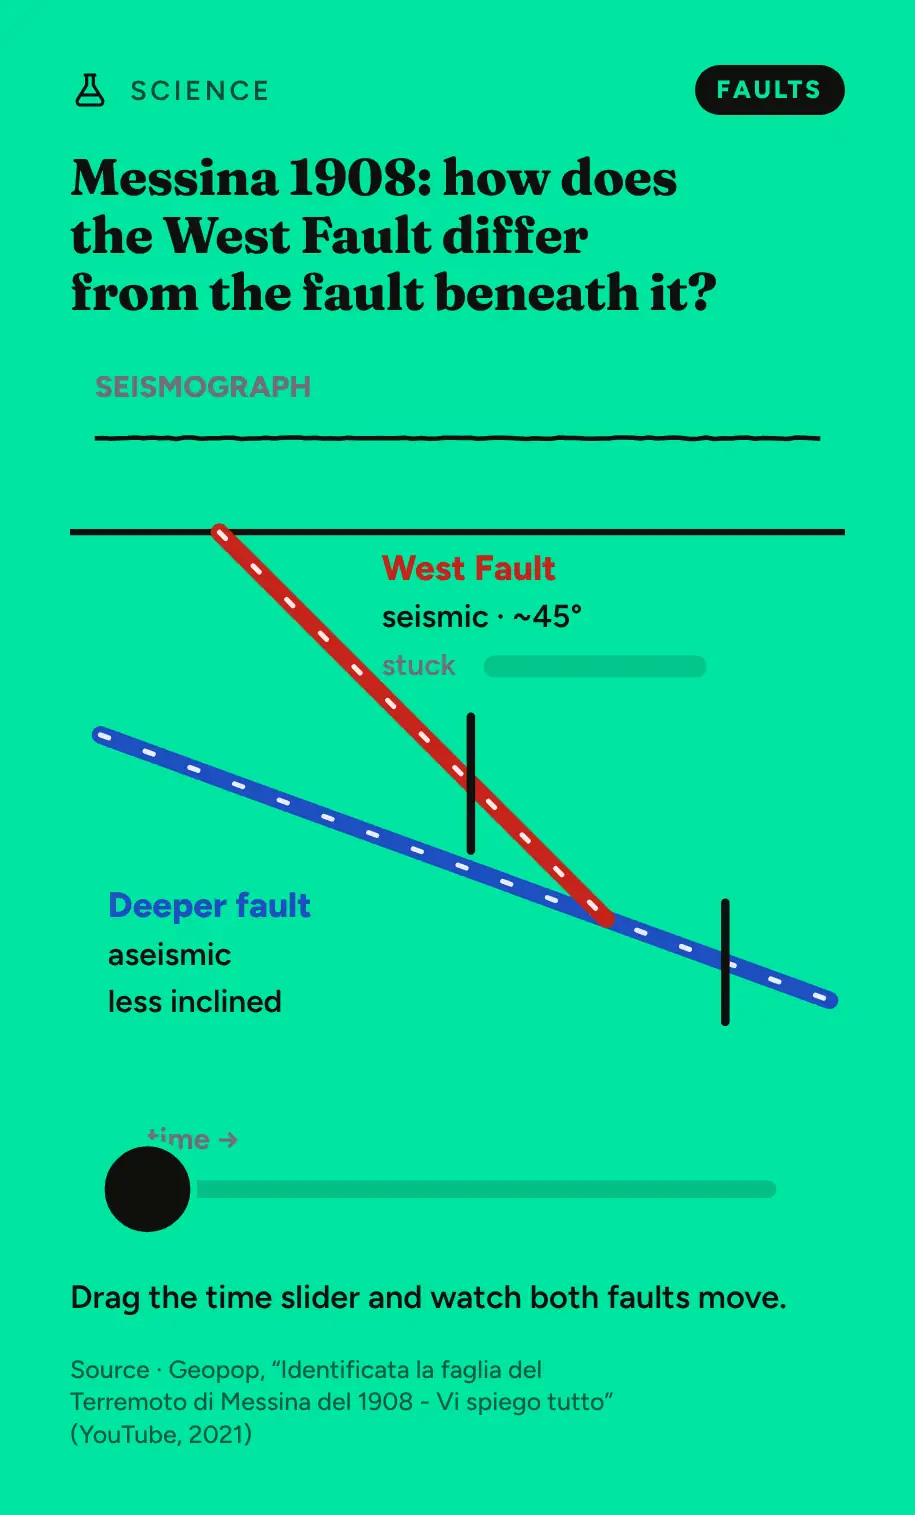 SCIENCE
FAULTS
Messina 1908: how does
the West Fault differ
from the fault beneath it?
SEISMOGRAPH
West Fault
seismic · ~45°
stuck
Deeper fault
aseismic
less inclined
time →
Drag the time slider and watch both faults move.
Source · Geopop, “Identificata la faglia del
Terremoto di Messina del 1908 - Vi spiego tutto”
(YouTube, 2021)